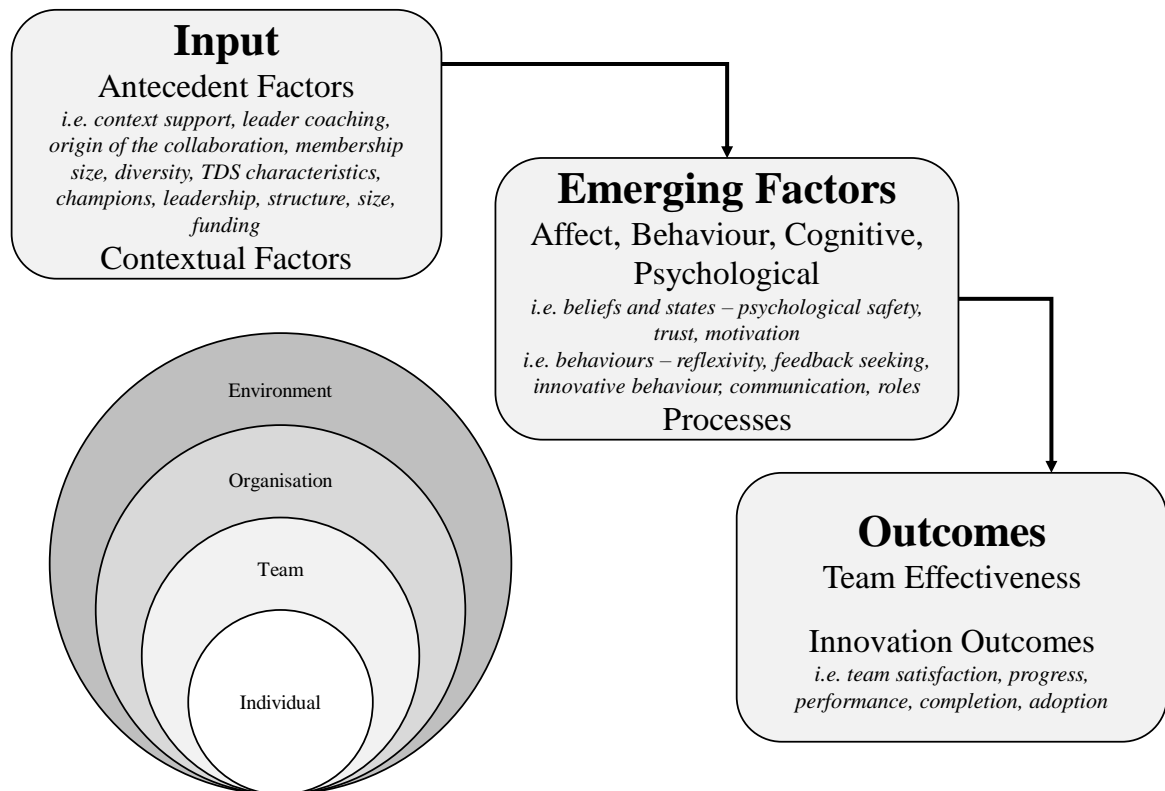 Input
Antecedent Factors
i.e. context support, leader coaching,
origin of the collaboration, membership
size, diversity, TDS characteristics,
champions, leadership, structure, size,
funding
Contextual Factors
Emerging Factors
Affect, Behaviour, Cognitive,
Psychological
i.e. beliefs and states – psychological safety,
trust, motivation
i.e. behaviours – reflexivity, feedback seeking,
innovative behaviour, communication, roles
Processes
Outcomes
Team Effectiveness
Innovation Outcomes
i.e. team satisfaction, progress,
performance, completion, adoption
Environment
Organisation
Team
Individual